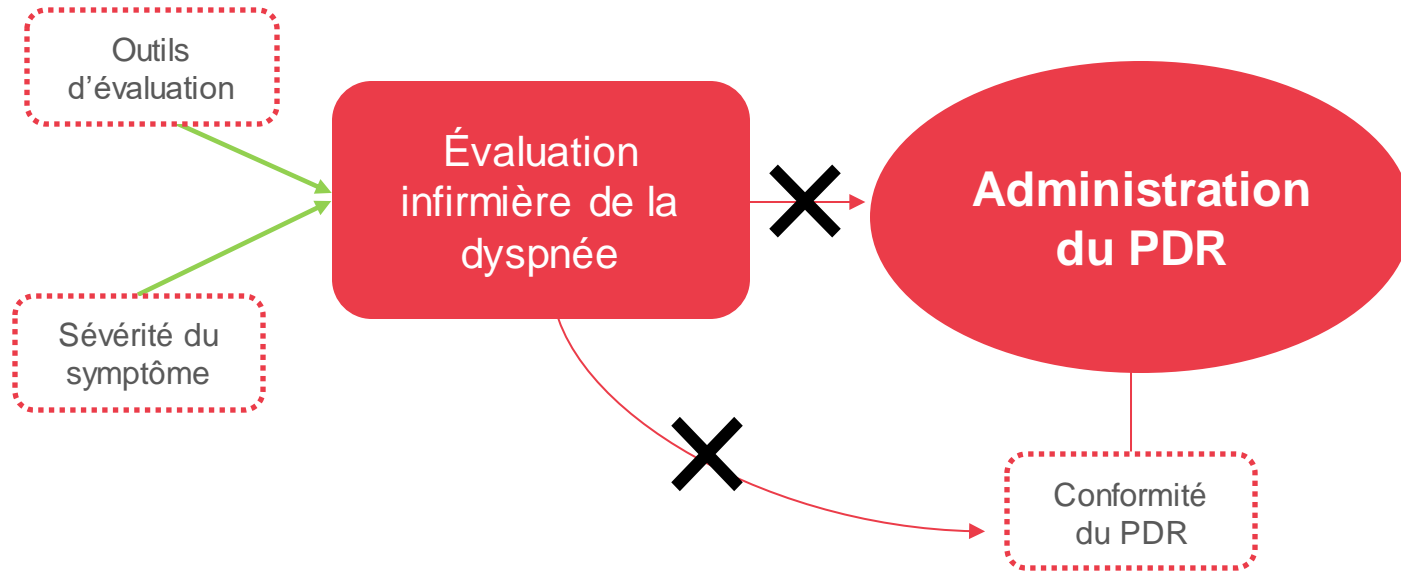 Outils
d’évaluation
Évaluation
infirmière de la
dyspnée
Administration
du PDR
Sévérité du
symptôme
Conformité
du PDR